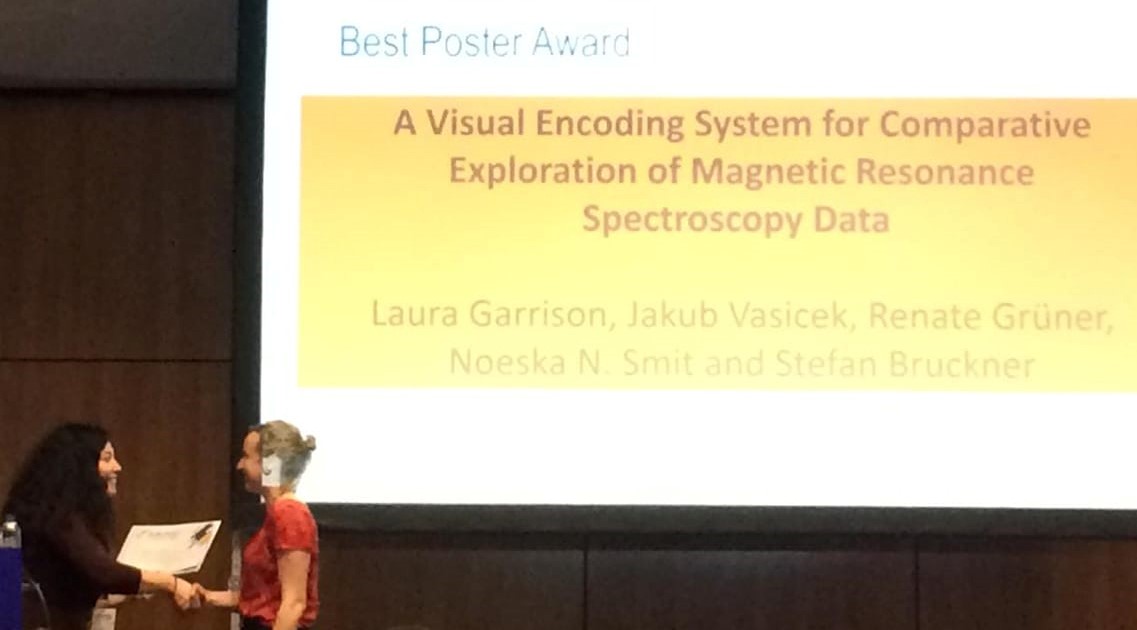 Best Poster Award
A Visual Encoding System for Comparative
Exploration of Magnetic Resonance
Spectroscopy Data
Laura Garrison, Jakub Vasicek, Renate Grüner,
Noeska N. Smit and Stefan Bruckner